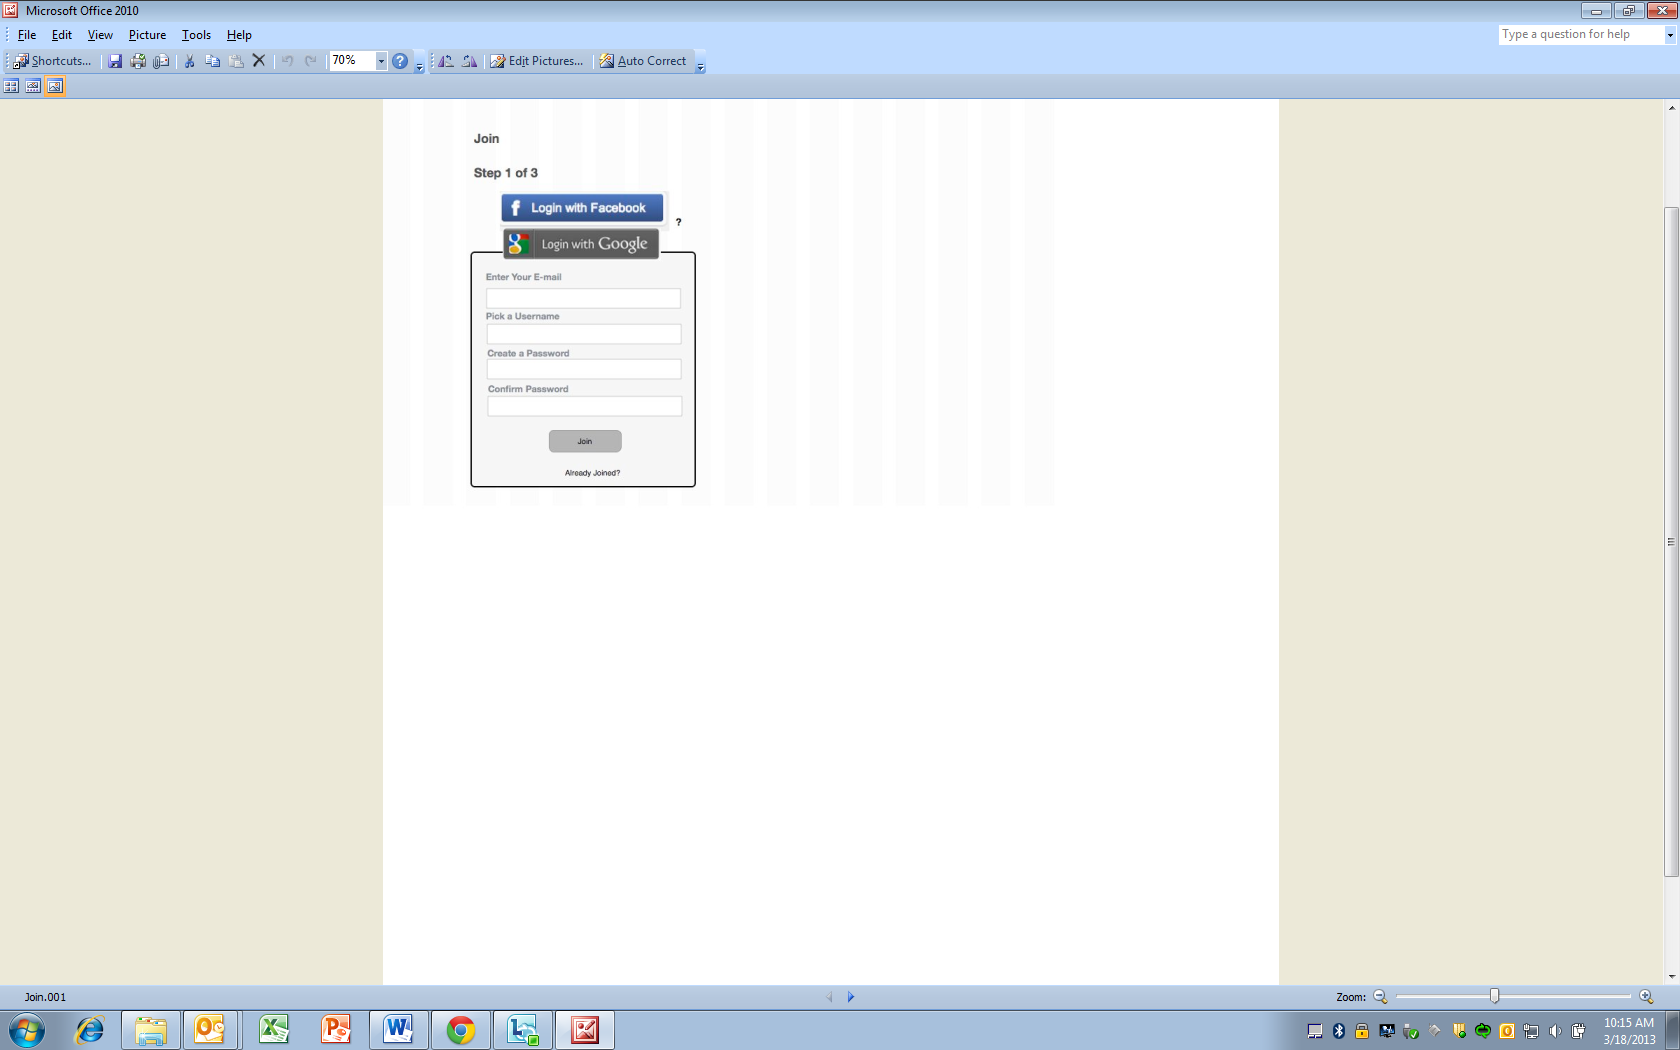 Microsoft Office 2010
File Edit View Picture Tools Help
Type a question for help
Shortcuts... 70% Edit Pictures... Auto Correct
Join
Step 1 of 3
f Login with Facebook
?
Login with Google
Enter Your E-mail
Pick a Username
Create a Password
Confirm Password
Join
Already Joined?
Join.001
Zoom:
10:15 AM
3/18/2013